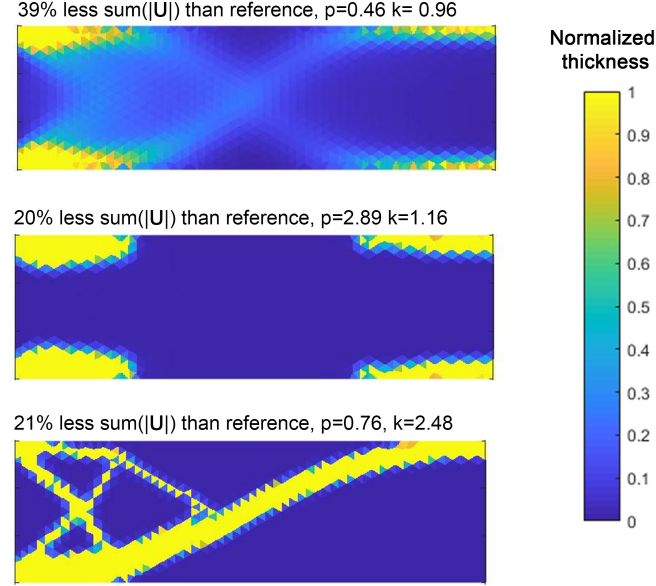 39% less sum(|U|) than reference, p=0.46 k= 0.96
Normalized
thickness
1
0.9
0.8
0.7
0.6
0.5
0.4
0.3
0.2
0.1
0
20% less sum(|U|) than reference, p=2.89 k=1.16
21% less sum(|U|) than reference, p=0.76, k=2.48